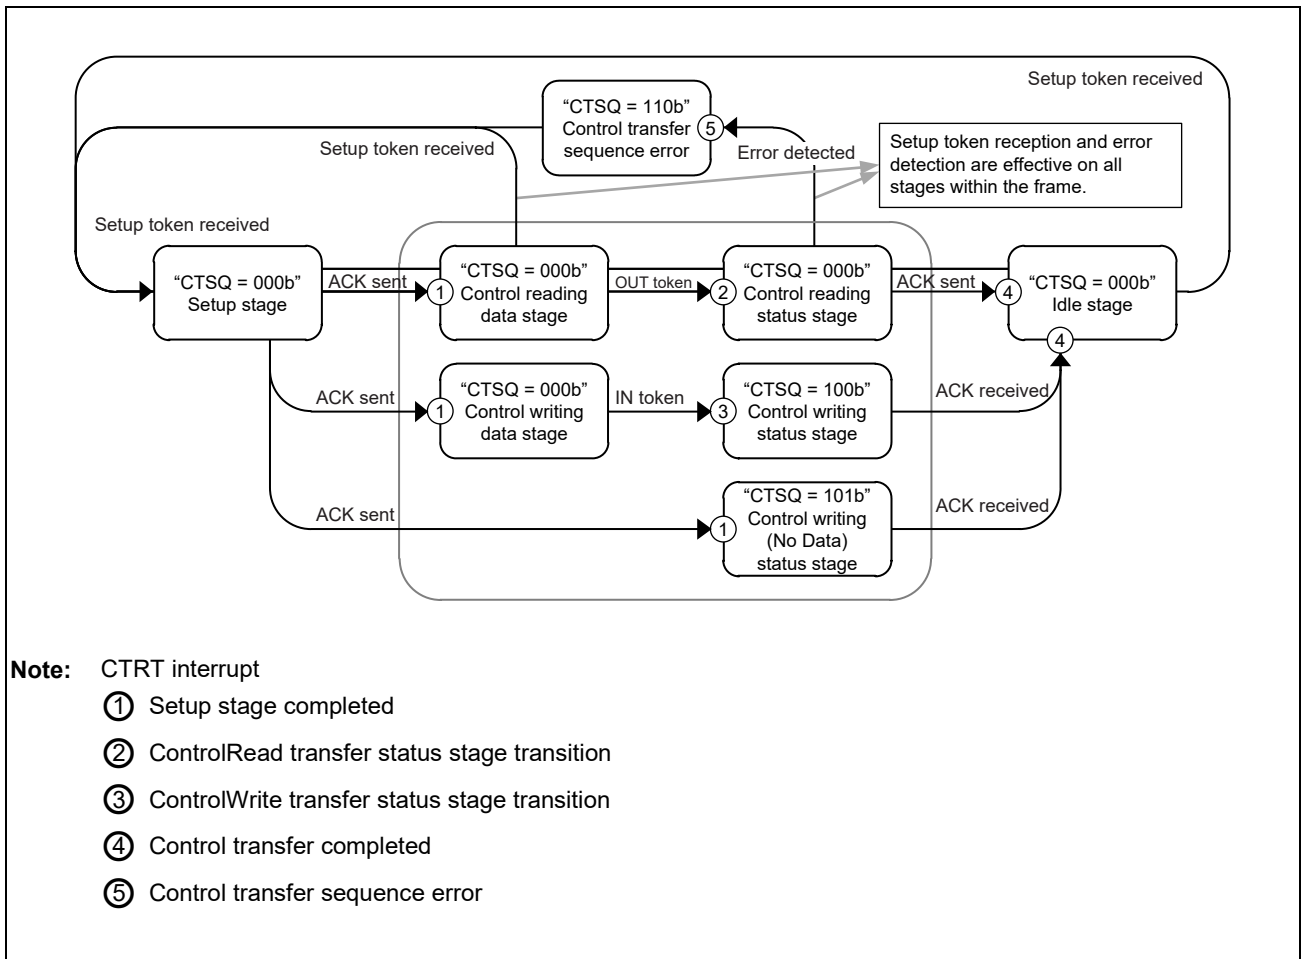 Setup token received
“CTSQ = 110b”
Control transfer
sequence error
5
Setup token received
Error detected
Setup token reception and error
detection are effective on all
stages within the frame.
Setup token received
“CTSQ = 000b”
Setup stage
ACK sent
1
“CTSQ = 000b”
Control reading
data stage
OUT token
2
“CTSQ = 000b”
Control reading
status stage
ACK sent
4
“CTSQ = 000b”
Idle stage
4
ACK sent
1
“CTSQ = 000b”
Control writing
data stage
IN token
3
“CTSQ = 100b”
Control writing
status stage
ACK received
ACK sent
1
“CTSQ = 101b”
Control writing
(No Data)
status stage
ACK received
Note: CTRT interrupt
1 Setup stage completed
2 ControlRead transfer status stage transition
3 ControlWrite transfer status stage transition
4 Control transfer completed
5 Control transfer sequence error